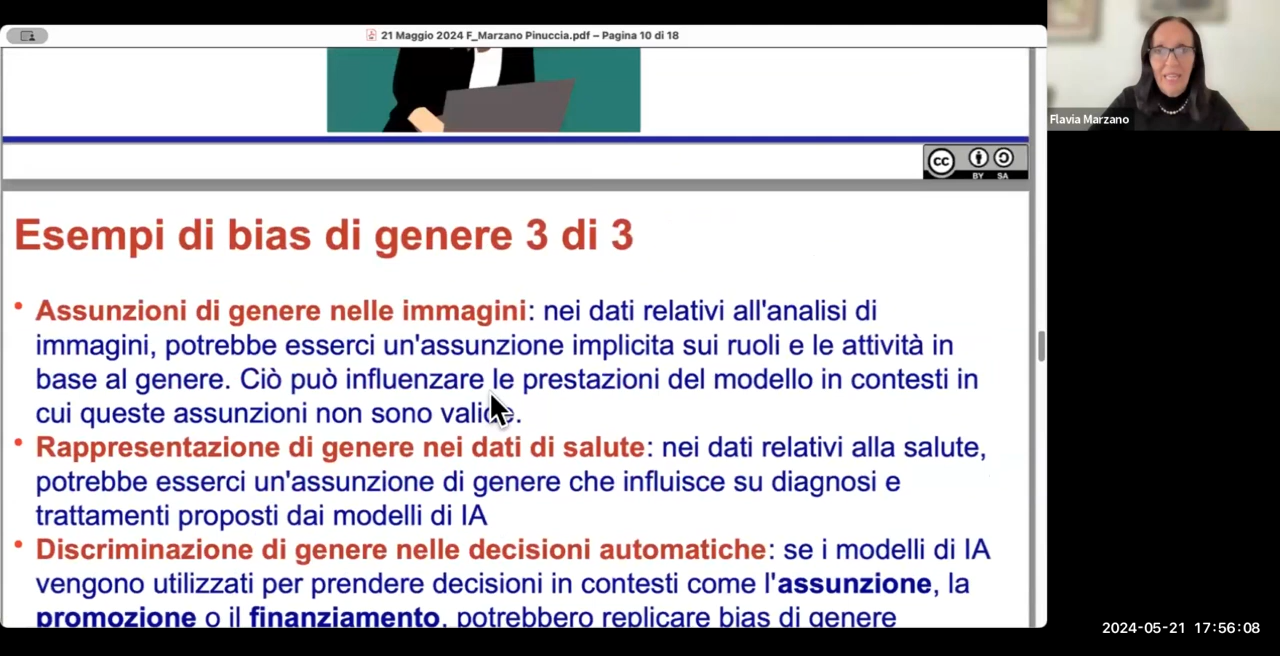 21 Maggio 2024 F_Marzano Pinuccia.pdf – Pagina 10 di 18
Flavia Marzano
cc
BY SA
Esempi di bias di genere 3 di 3
• Assunzioni di genere nelle immagini: nei dati relativi all'analisi di
immagini, potrebbe esserci un'assunzione implicita sui ruoli e le attività in
base al genere. Ciò può influenzare le prestazioni del modello in contesti in
cui queste assunzioni non sono valide.
• Rappresentazione di genere nei dati di salute: nei dati relativi alla salute,
potrebbe esserci un'assunzione di genere che influisce su diagnosi e
trattamenti proposti dai modelli di IA
• Discriminazione di genere nelle decisioni automatiche: se i modelli di IA
vengono utilizzati per prendere decisioni in contesti come l'assunzione, la
promozione o il finanziamento, potrebbero replicare bias di genere
2024-05-21 17:56:08